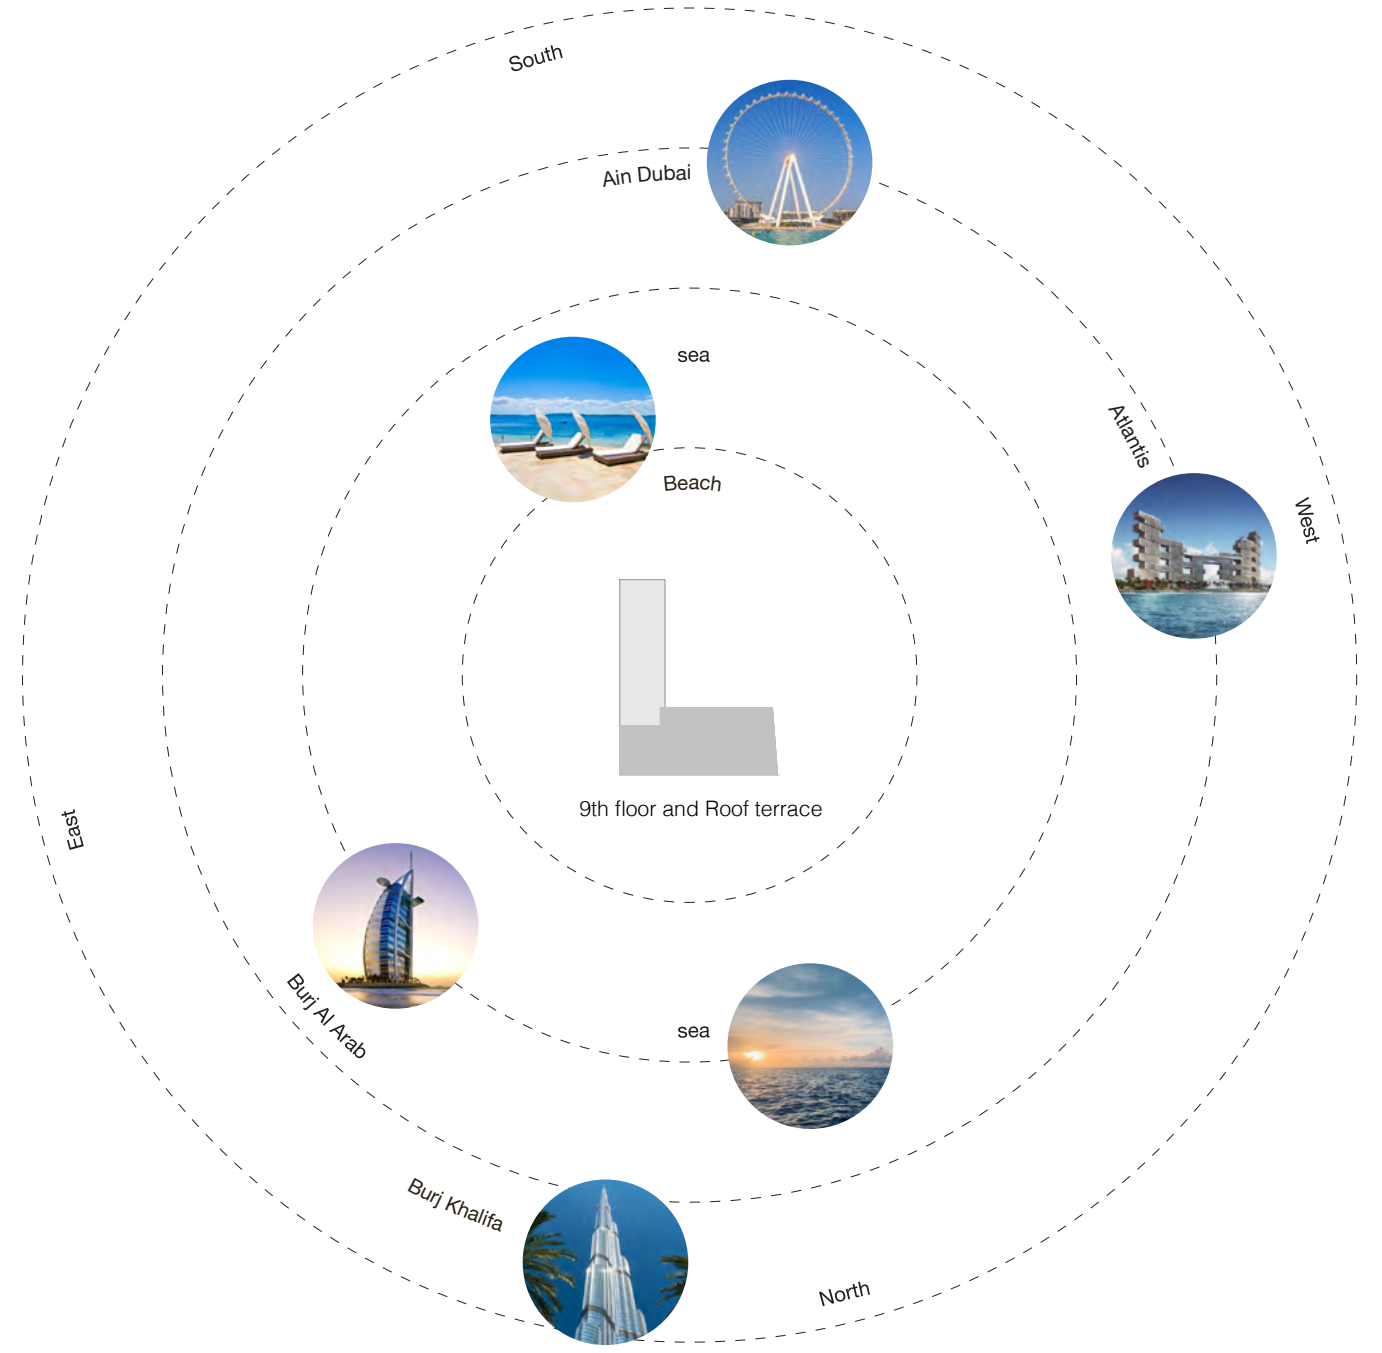 South
Ain Dubai
sea
Atlantis
Beach
West
9th floor and Roof terrace
East
Burj Al Arab
sea
Burj Khalifa
North